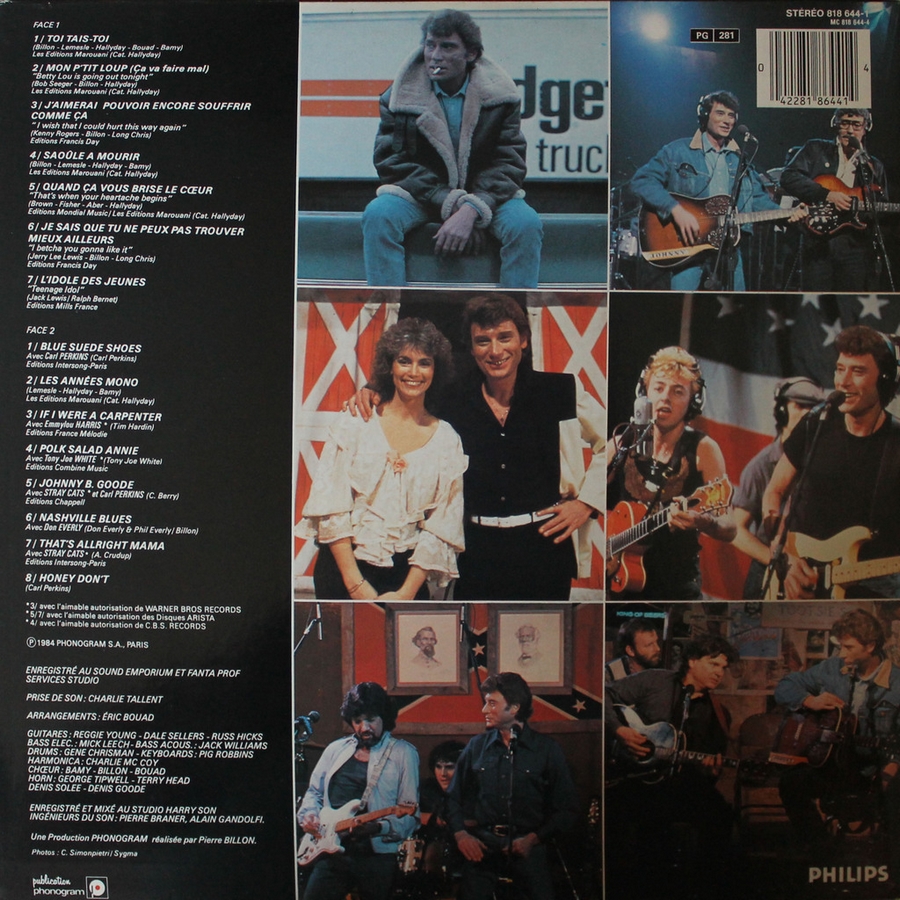 FACE 1
1/ TOI TAIS-TOI
(Billon - Lemesle - Hallyday - Bouad - Bamy)
Les Editions Marouani (Cat. Hallyday)
2/ MON P'TIT LOUP (Ça va faire mal)
"Betty Lou is going out tonight"
(Bob Seeger - Billon - Hallyday)
Les Editions Marouani (Cat. Hallyday)
3/ J'AIMERAI POUVOIR ENCORE SOUFFRIR
COMME ÇA
"I wish that I could hurt this way again"
(Kenny Rogers - Billon - Long Chris)
Editions Francis Day
4/ SAOÛLE A MOURIR
(Billon - Lemesle - Hallyday - Bamy)
Les Editions Marouani (Cat. Hallyday)
5/ QUAND ÇA VOUS BRISE LE CŒUR
"That's when your heartache begins"
(Brown - Fisher - Aber - Hallyday)
Editions Mondial Music/ Les Editions Marouani (Cat. Hallyday)
6/ JE SAIS QUE TU NE PEUX PAS TROUVER
MIEUX AILLEURS
"I betcha you gonna like it"
(Jerry Lee Lewis - Billon - Long Chris)
Editions Francis Day
7/ L'IDOLE DES JEUNES
"Teenage Idol"
(Jack Lewis/ Ralph Bernet)
Editions Mills France
FACE 2
1/ BLUE SUEDE SHOES
Avec Carl PERKINS (Carl Perkins)
Editions Intersong-Paris
2/ LES ANNÉES MONO
(Lemesle - Hallyday - Bamy)
Les Editions Marouani (Cat. Hallyday)
3/ IF I WERE A CARPENTER
Avec Emmylou HARRIS * (Tim Hardin)
Editions France Mélodie
4/ POLK SALAD ANNIE
Avec Tony Joe WHITE * (Tony Joe White)
Editions Combine Music
5/ JOHNNY B. GOODE
Avec STRAY CATS * et Carl PERKINS (C. Berry)
Editions Chappell
6/ NASHVILLE BLUES
Avec Don EVERLY (Don Everly & Phil Everly/ Billon)
7/ THAT'S ALLRIGHT MAMA
Avec STRAY CATS * (A. Crudup)
Editions Intersong-Paris
8/ HONEY DON'T
(Carl Perkins)
*3/ avec l'aimable autorisation de WARNER BROS RECORDS
*5/7/ avec l'aimable autorisation des Disques ARISTA
*4/ avec l'aimable autorisation de C.B.S. RECORDS
Ⓟ 1984 PHONOGRAM S.A., PARIS
ENREGISTRÉ AU SOUND EMPORIUM ET FANTA PROF
SERVICES STUDIO
PRISE DE SON : CHARLIE TALLENT
ARRANGEMENTS : ÉRIC BOUAD
GUITARES : REGGIE YOUNG - DALE SELLERS - RUSS HICKS
BASS ELEC. : MICK LEECH - BASS ACOUS. : JACK WILLIAMS
DRUMS : GENE CHRISMAN - KEYBOARDS : PIG ROBBINS
HARMONICA : CHARLIE MC COY
CHŒUR : BAMY - BILLON - BOUAD
HORN : GEORGE TIPWELL - TERRY HEAD
DENIS SOLEE - DENIS GOODE
ENREGISTRÉ ET MIXÉ AU STUDIO HARRY SON
INGÉNIEURS DU SON : PIERRE BRANER, ALAIN GANDOLFI.
Une Production PHONOGRAM réalisée par Pierre BILLON.
Photos : C. Simonpietri / Sygma
publication
phonogram
STÉRÉO 818 644-1
MC 818 644-4
PG 281
0 42281 86441 4
dge
truc
JOHNNY
KING OF BEERS
PHILIPS